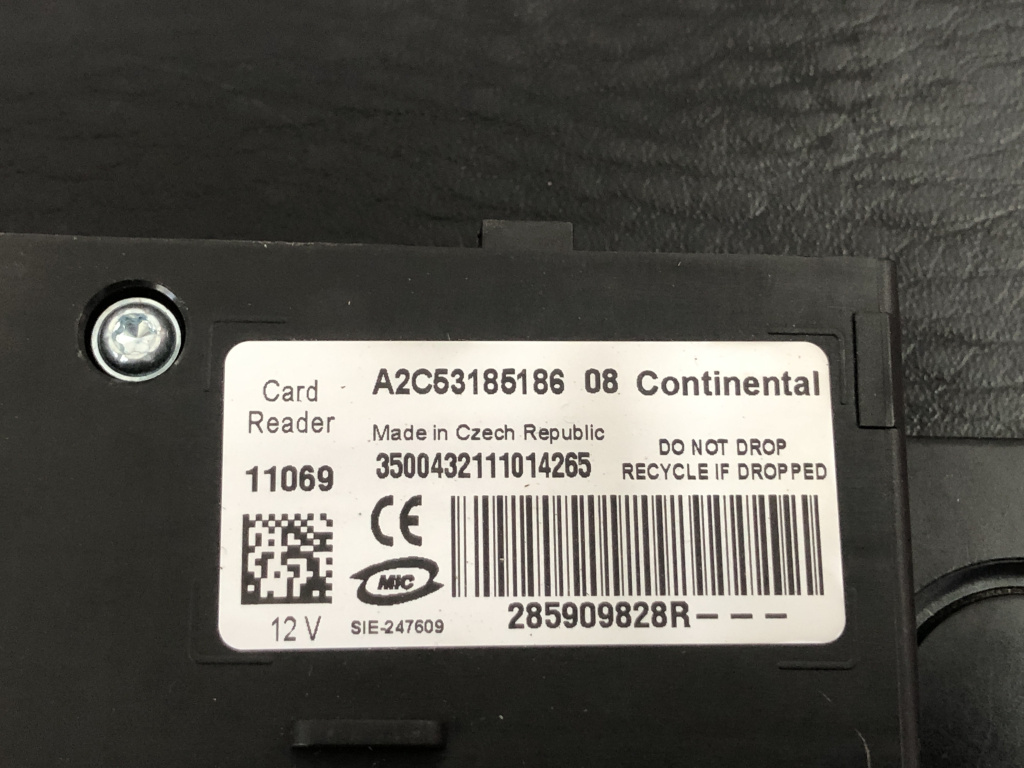 Card
Reader
A2C53185186 08 Continental
Made in Czech Republic
3500432111014265
DO NOT DROP
RECYCLE IF DROPPED
11069
CE
MIC
12 V
SIE-247609
285909828R---